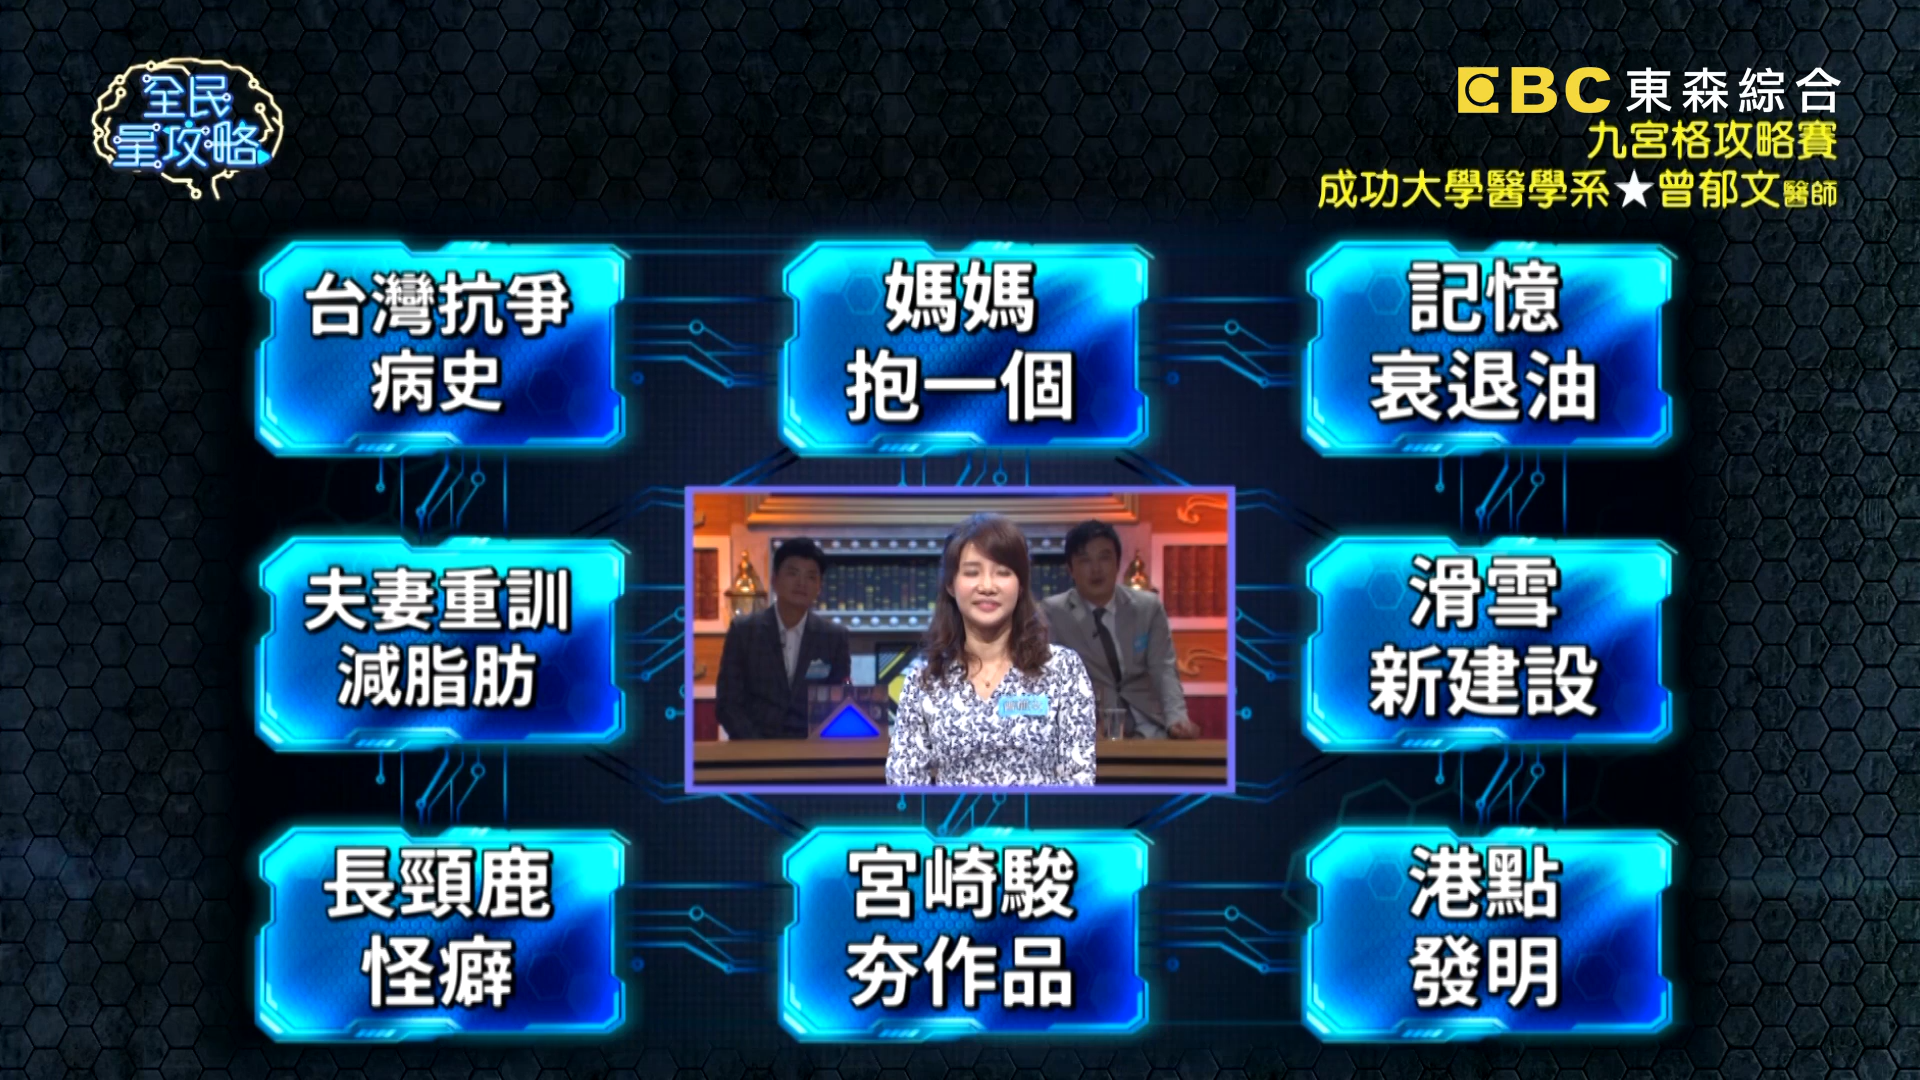 全民
星攻略
EBC 東森綜合
九宮格攻略賽
成功大學醫學系★曾郁文醫師
台灣抗爭
病史
媽媽
抱一個
記憶
衰退油
夫妻重訓
減脂肪
滑雪
新建設
長頸鹿
怪癖
宮崎駿
夯作品
港點
發明